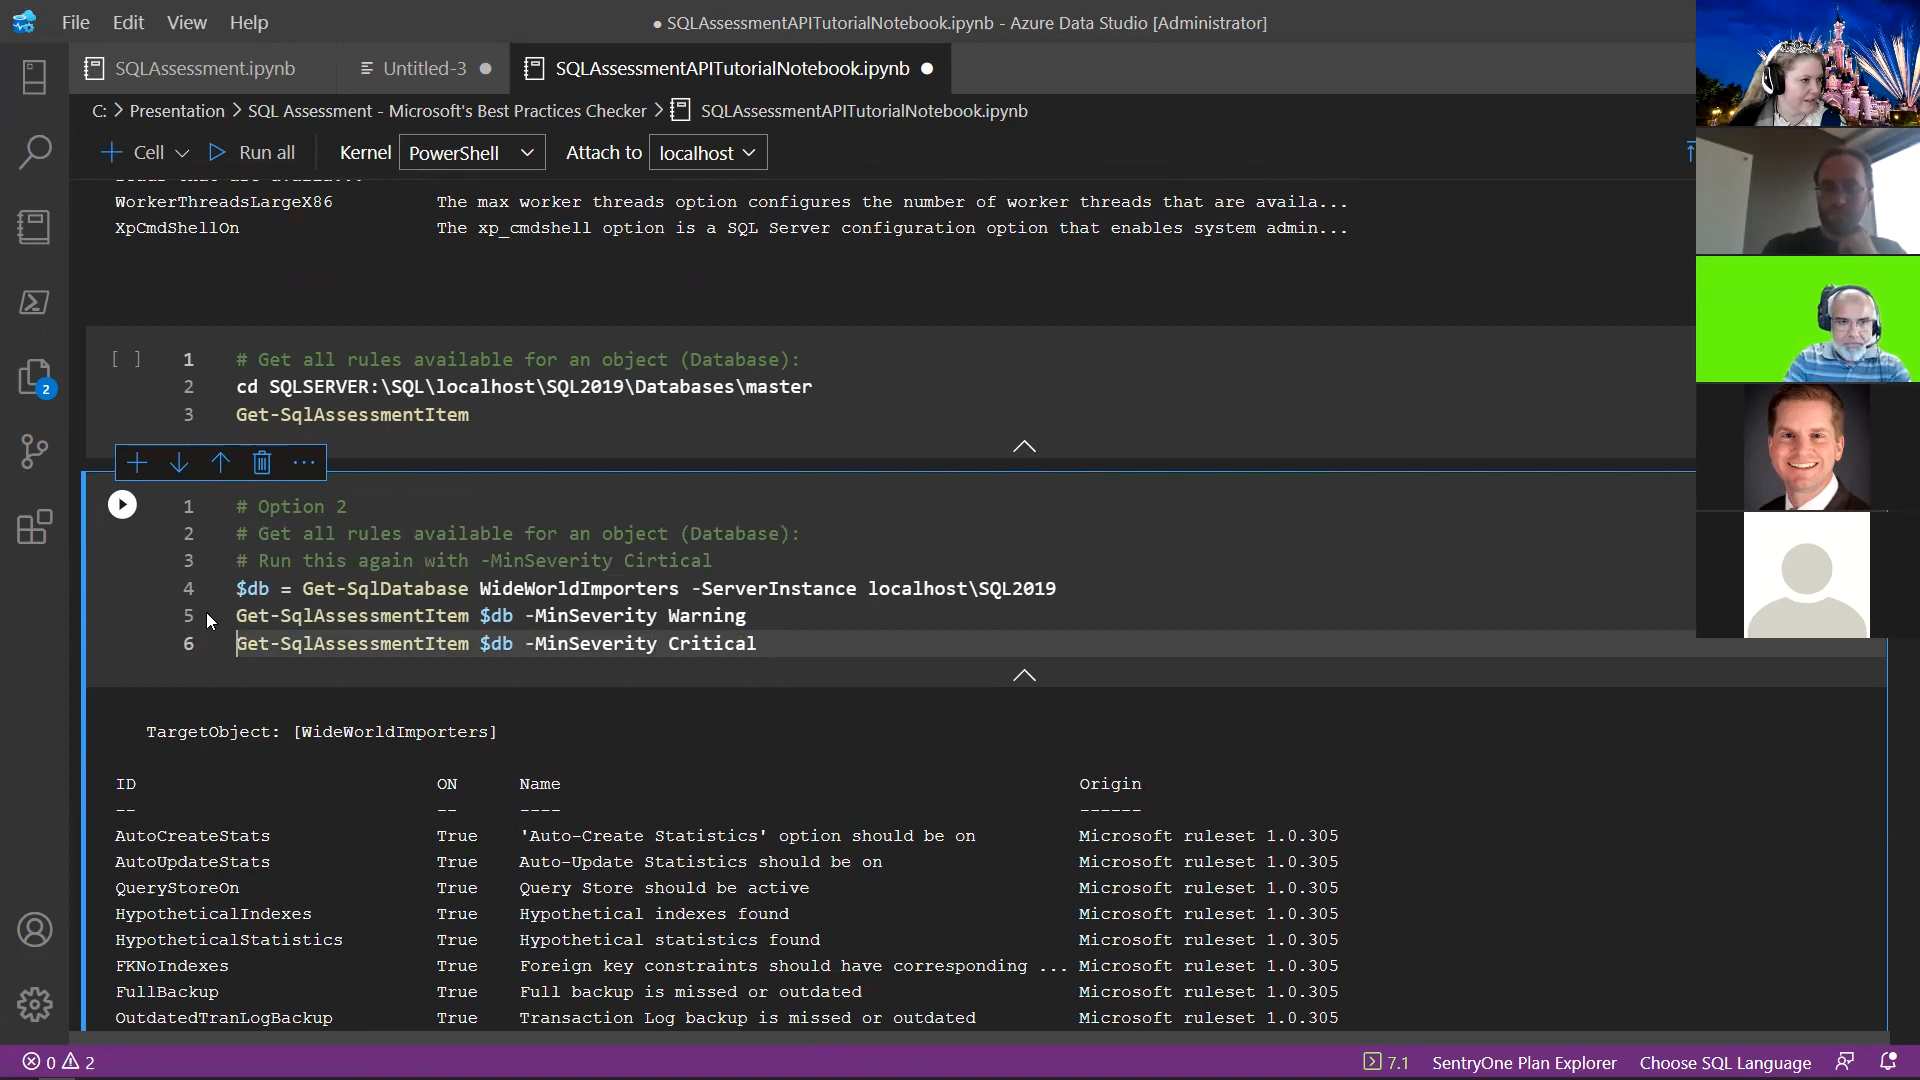 File Edit View Help
● SQLAssessmentAPITutorialNotebook.ipynb - Azure Data Studio [Administrator]
SQLAssessment.ipynb
Untitled-3
SQLAssessmentAPITutorialNotebook.ipynb
C: > Presentation > SQL Assessment - Microsoft's Best Practices Checker > SQLAssessmentAPITutorialNotebook.ipynb
+ Cell Run all Kernel PowerShell Attach to localhost
WorkerThreadsLargeX86 The max worker threads option configures the number of worker threads that are availa...
XpCmdShellOn The xp_cmdshell option is a SQL Server configuration option that enables system admin...
[ ] 1 # Get all rules available for an object (Database):
2 cd SQLSERVER:\SQL\localhost\SQL2019\Databases\master
3 Get-SqlAssessmentItem
1 # Option 2
2 # Get all rules available for an object (Database):
3 # Run this again with -MinSeverity Cirtical
4 $db = Get-SqlDatabase WideWorldImporters -ServerInstance localhost\SQL2019
5 Get-SqlAssessmentItem $db -MinSeverity Warning
6 Get-SqlAssessmentItem $db -MinSeverity Critical
TargetObject: [WideWorldImporters]
ID ON Name Origin
-- -- ---- ------
AutoCreateStats True 'Auto-Create Statistics' option should be on Microsoft ruleset 1.0.305
AutoUpdateStats True Auto-Update Statistics should be on Microsoft ruleset 1.0.305
QueryStoreOn True Query Store should be active Microsoft ruleset 1.0.305
HypotheticalIndexes True Hypothetical indexes found Microsoft ruleset 1.0.305
HypotheticalStatistics True Hypothetical statistics found Microsoft ruleset 1.0.305
FKNoIndexes True Foreign key constraints should have corresponding ... Microsoft ruleset 1.0.305
FullBackup True Full backup is missed or outdated Microsoft ruleset 1.0.305
OutdatedTranLogBackup True Transaction Log backup is missed or outdated Microsoft ruleset 1.0.305
2
0 2 7.1 SentryOne Plan Explorer Choose SQL Language